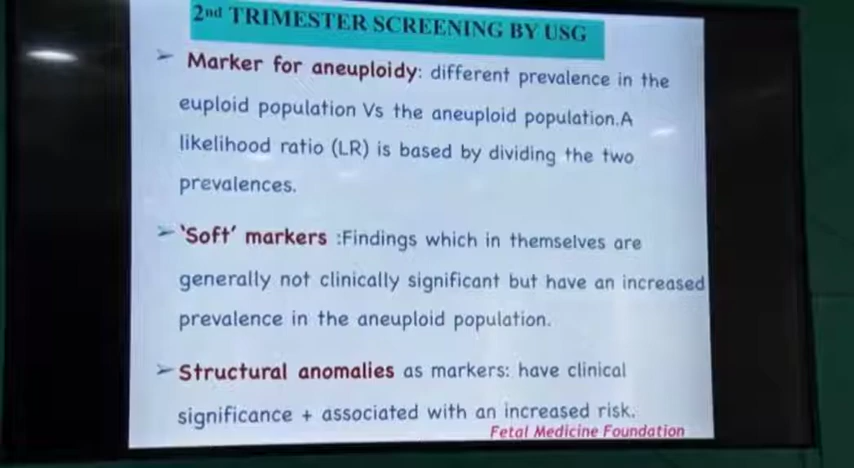 2nd TRIMESTER SCREENING BY USG
➢ Marker for aneuploidy: different prevalence in the
euploid population Vs the aneuploid population.A
likelihood ratio (LR) is based by dividing the two
prevalences.
➢ 'Soft' markers :Findings which in themselves are
generally not clinically significant but have an increased
prevalence in the aneuploid population.
➢ Structural anomalies as markers: have clinical
significance + associated with an increased risk.
Fetal Medicine Foundation